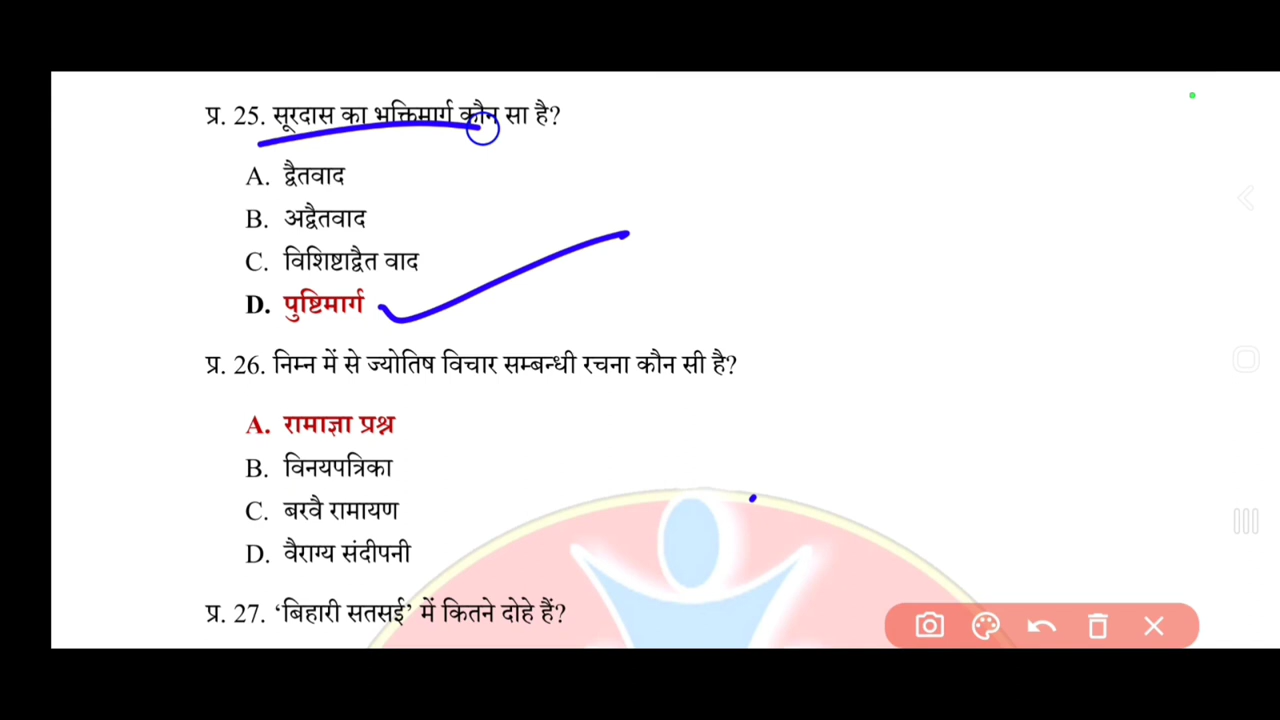 प्र. 25. सूरदास का भक्तिमार्ग कौन सा है?
A. द्वैतवाद
B. अद्वैतवाद
C. विशिष्टाद्वैत वाद
D. पुष्टिमार्ग
प्र. 26. निम्न में से ज्योतिष विचार सम्बन्धी रचना कौन सी है?
A. रामाज्ञा प्रश्न
B. विनयपत्रिका
C. बरवै रामायण
D. वैराग्य संदीपनी
प्र. 27. ‘बिहारी सतसई’ में कितने दोहे हैं?